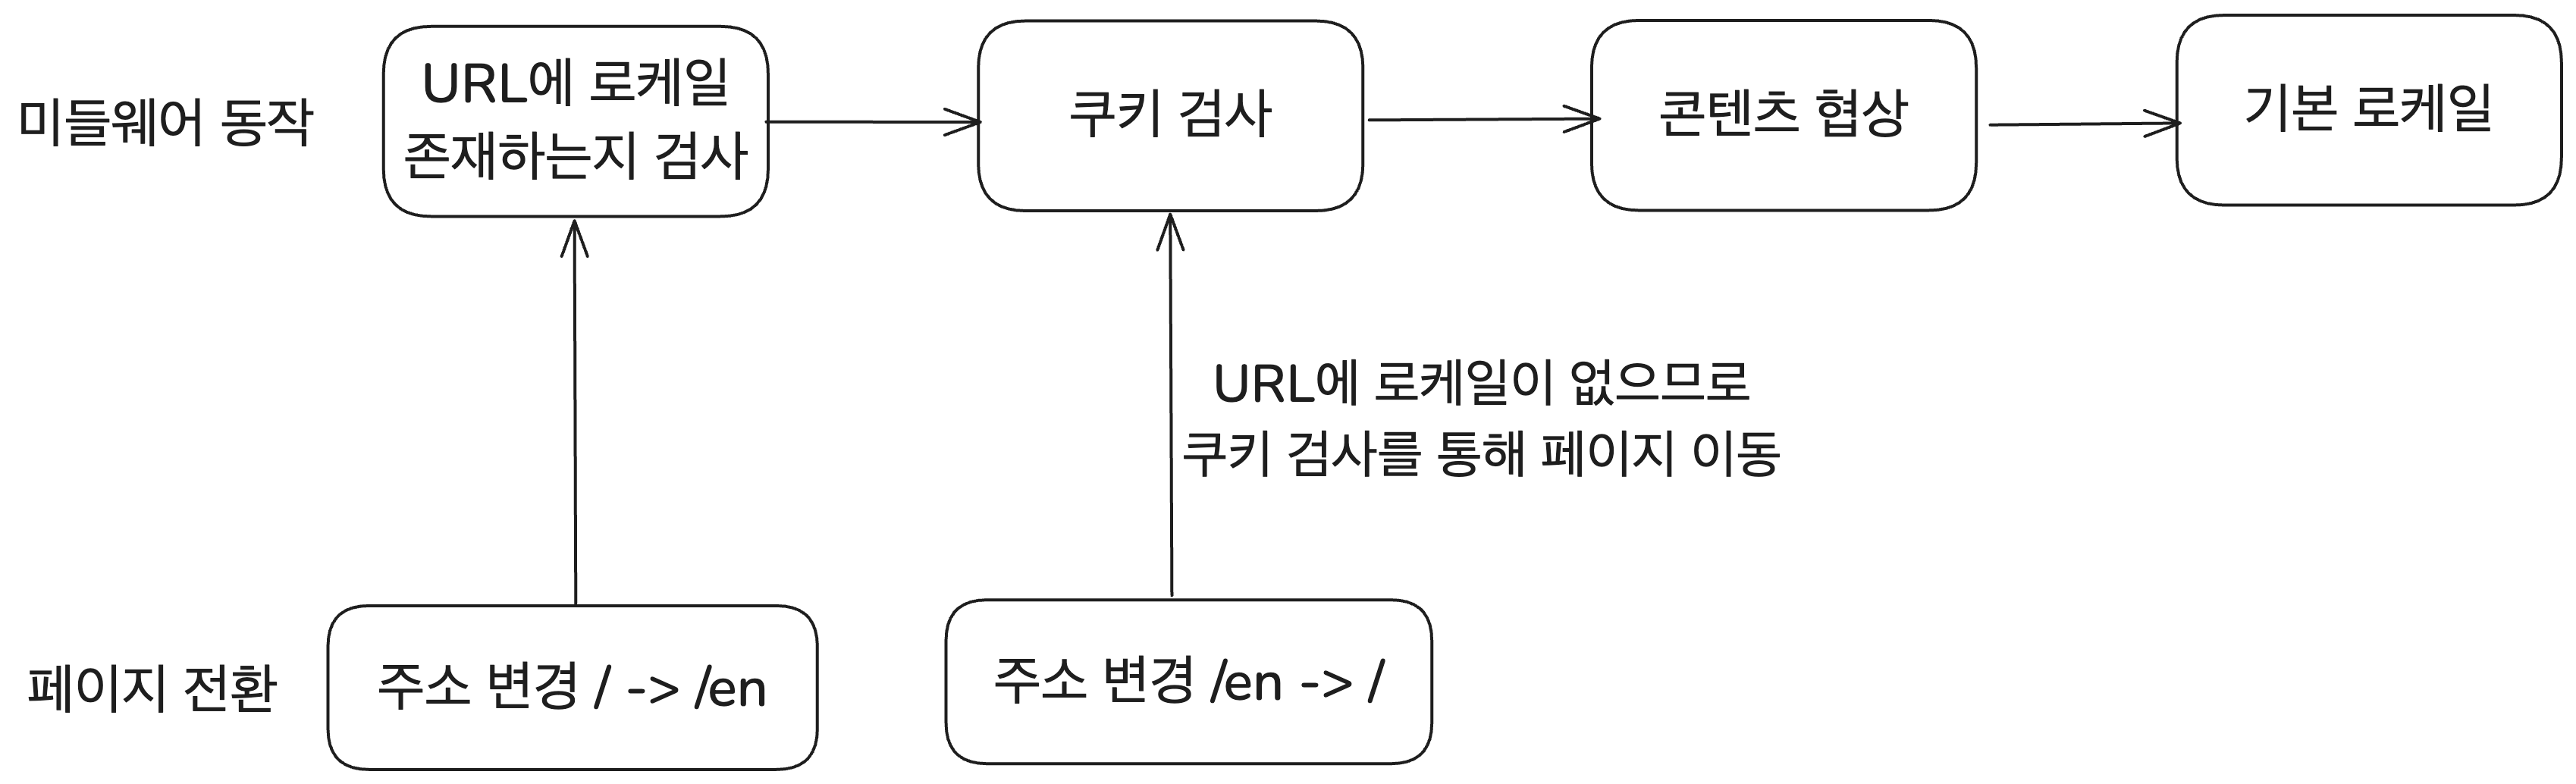 미들웨어 동작
URL에 로케일
존재하는지 검사
쿠키 검사
콘텐츠 협상
기본 로케일
URL에 로케일이 없으므로
쿠키 검사를 통해 페이지 이동
페이지 전환
주소 변경 / -> /en
주소 변경 /en -> /